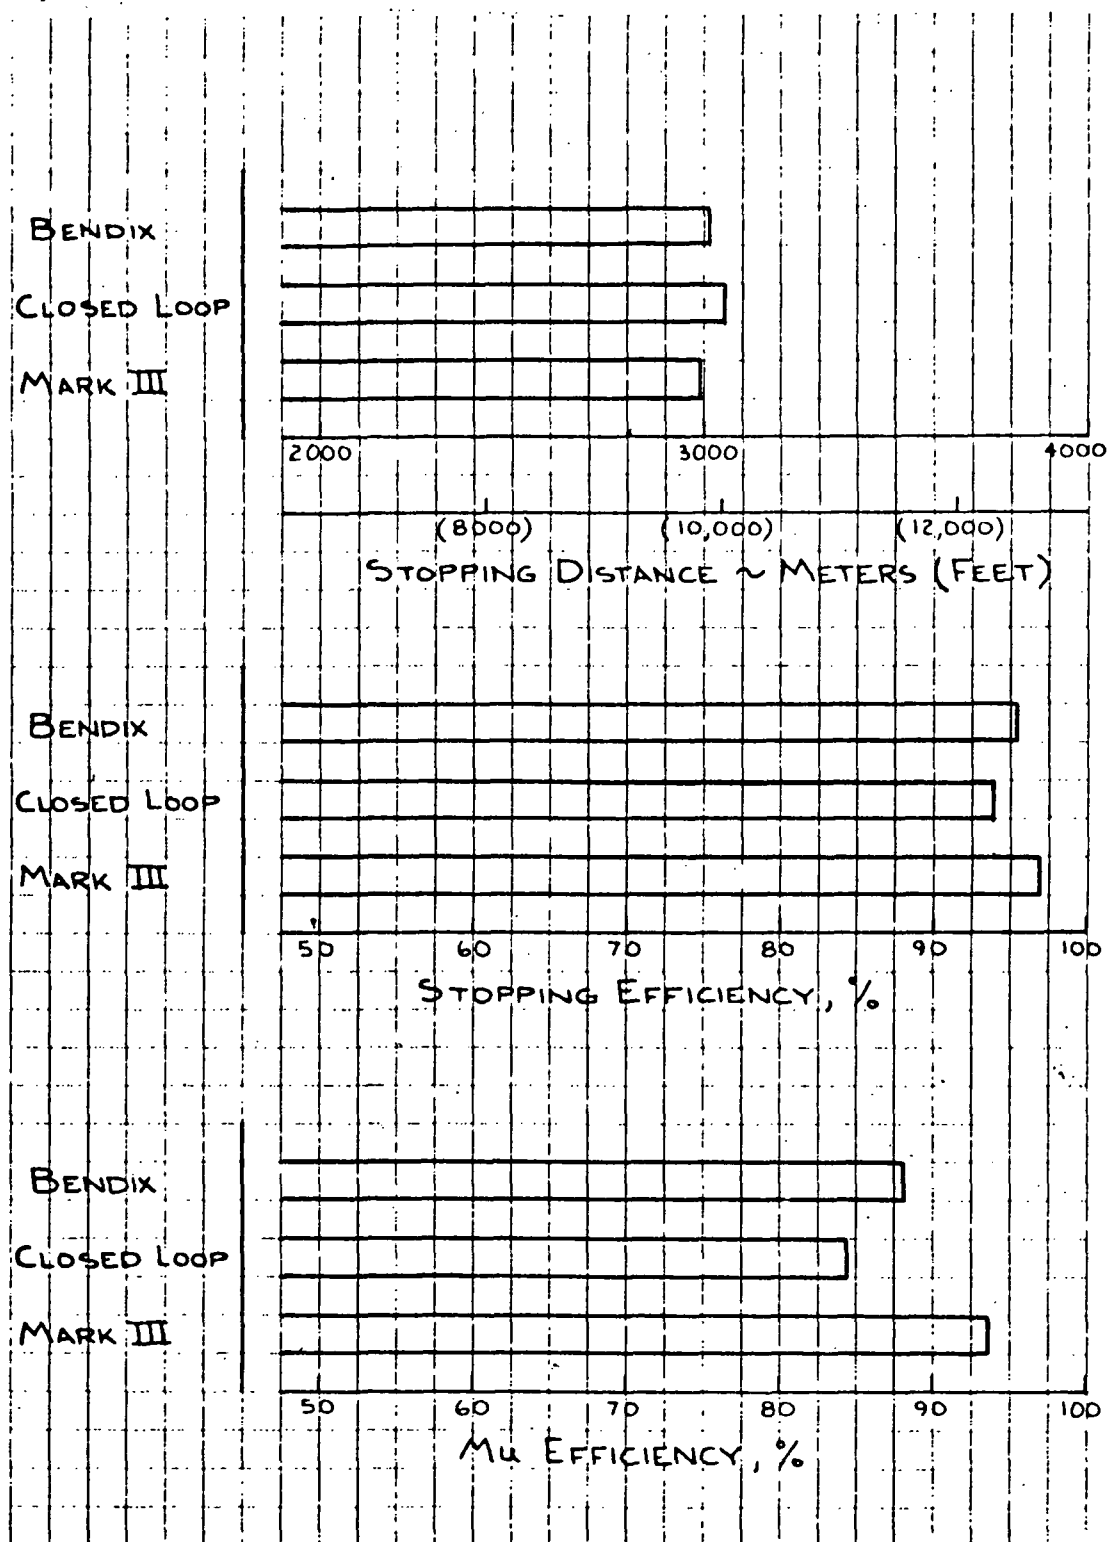 BENDIX
CLOSED LOOP
MARK III
2000 3000 4000
(8000) (10,000) (12,000)
STOPPING DISTANCE ~ METERS (FEET)
BENDIX
CLOSED LOOP
MARK III
50 60 70 80 90 100
STOPPING EFFICIENCY, %
BENDIX
CLOSED LOOP
MARK III
50 60 70 80 90 100
MU EFFICIENCY, %